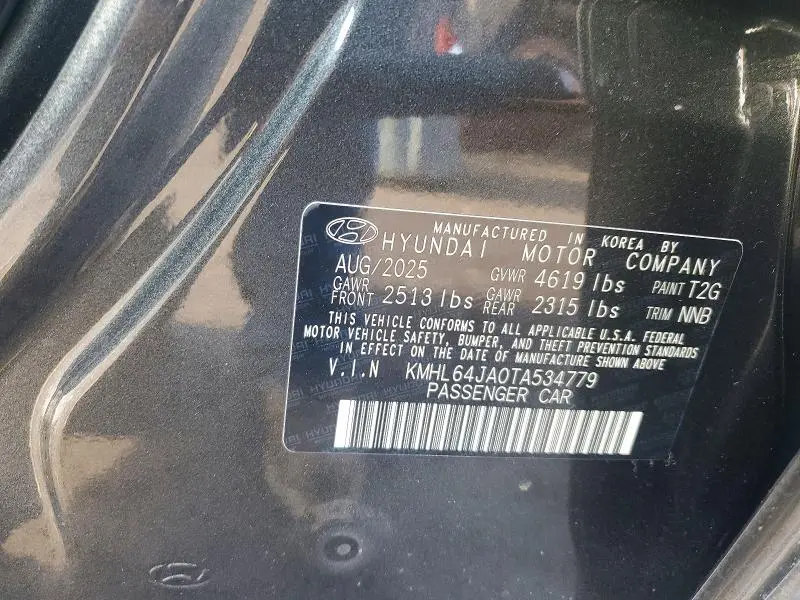 MANUFACTURED IN KOREA BY
HYUNDAI MOTOR COMPANY
AUG/2025 GVWR 4619 lbs PAINT T2G
GAWR FRONT 2513 lbs GAWR REAR 2315 lbs TRIM NNB
THIS VEHICLE CONFORMS TO ALL APPLICABLE U.S.A. FEDERAL
MOTOR VEHICLE SAFETY, BUMPER, AND THEFT PREVENTION STANDARDS
IN EFFECT ON THE DATE OF MANUFACTURE SHOWN ABOVE
V.I.N KMHL64JA0TA534779
PASSENGER CAR